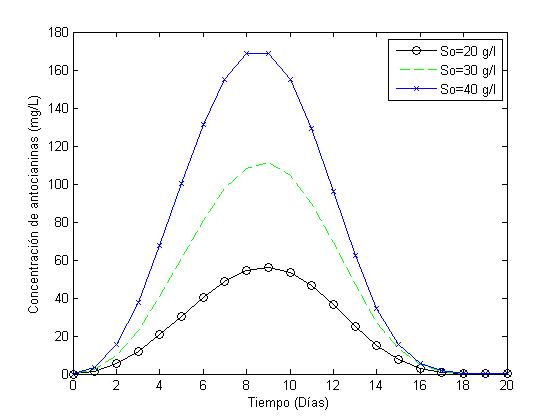 180
160
140
120
100
80
60
40
20
0
Concentración de antocianinas (mg/L)
So=20 g/l
So=30 g/l
So=40 g/l
0 2 4 6 8 10 12 14 16 18 20
Tiempo (Días)